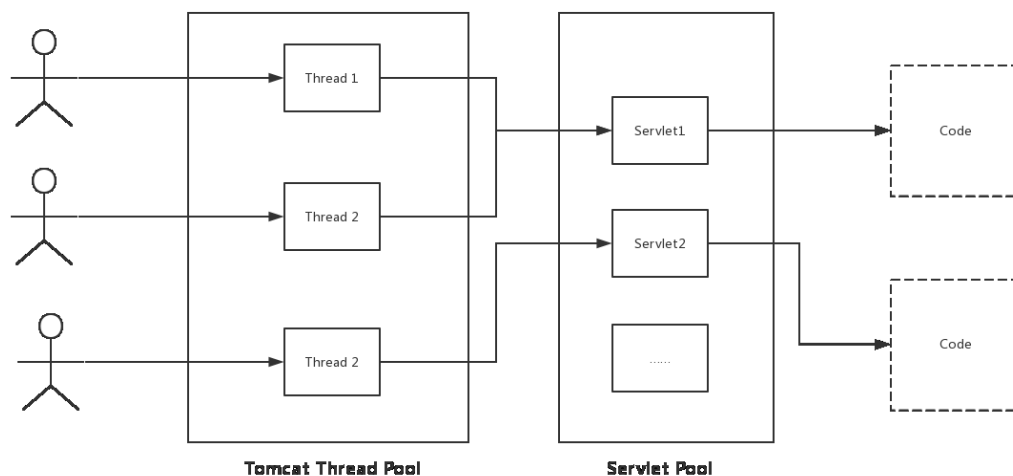 Thread 1
Servlet1
Code
Thread 2
Servlet2
Thread 2
......
Code
Tomcat Thread Pool
Servlet Pool